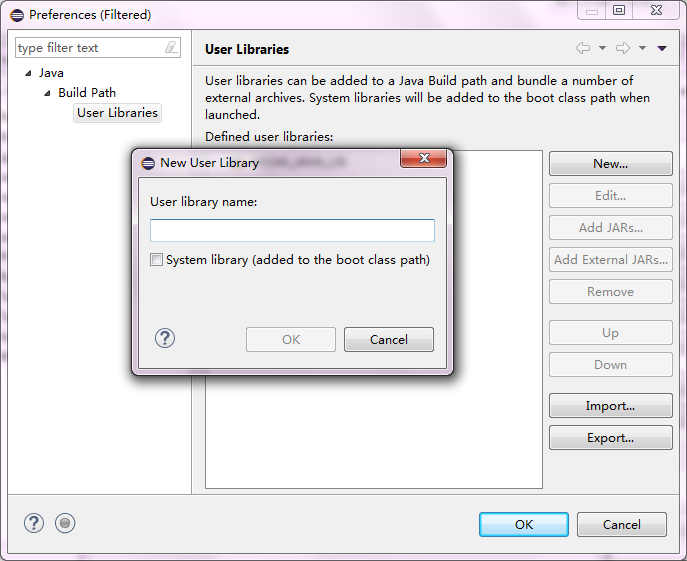 Preferences (Filtered)
type filter text
Java
Build Path
User Libraries
User Libraries
User libraries can be added to a Java Build path and bundle a number of
external archives. System libraries will be added to the boot class path when
launched.
Defined user libraries:
New...
Edit...
Add JARs...
Add External JARs...
Remove
Up
Down
Import...
Export...
New User Library
User library name:
System library (added to the boot class path)
OK
Cancel
OK
Cancel